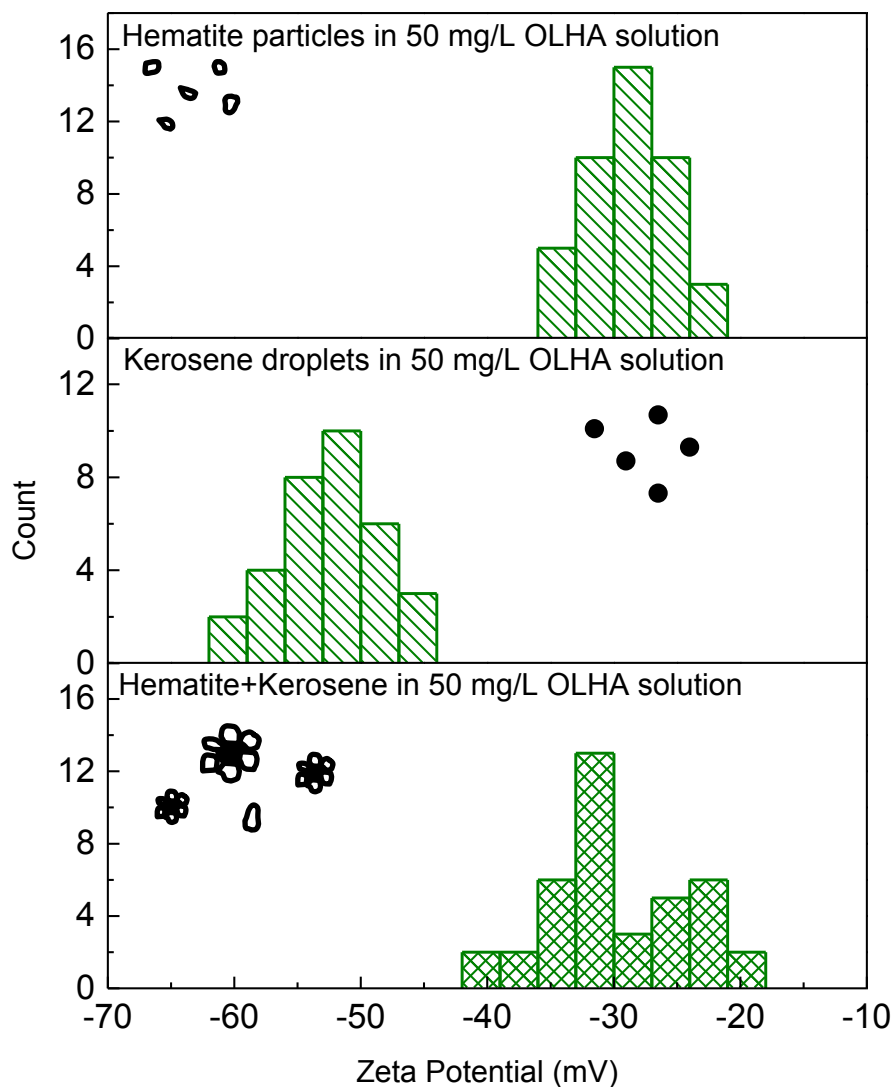 Hematite particles in 50 mg/L OLHA solution
16
12
8
4
0
Kerosene droplets in 50 mg/L OLHA solution
12
8
4
0
Count
Hematite+Kerosene in 50 mg/L OLHA solution
16
12
8
4
0
-70 -60 -50 -40 -30 -20 -10
Zeta Potential (mV)